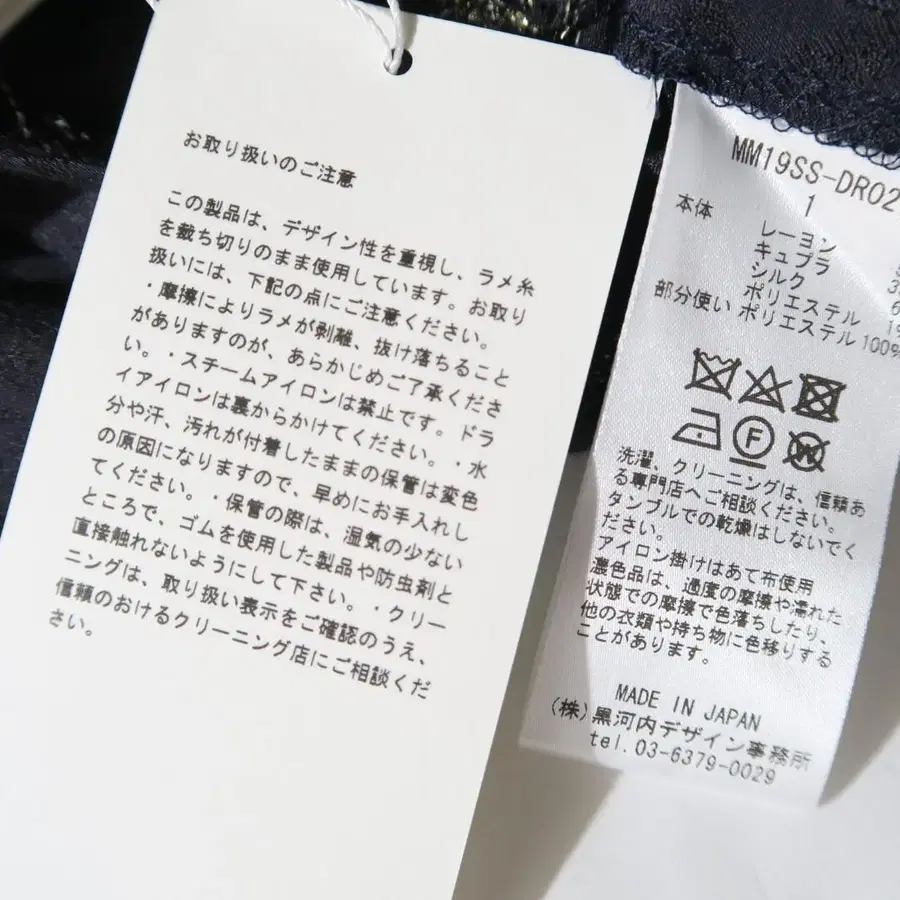 お取り扱いのご注意
この製品は、デザイン性を重視し、ラメ糸
を裁ち切りのまま使用しています。お取り
扱いには、下記の点にご注意ください。
・摩擦によりラメが剥離、抜け落ちること
がありますが、あらかじめご了承くださ
い。・スチームアイロンは禁止です。ドラ
イアイロンは裏からかけてください。・水
分や汗、汚れが付着したままの保管は変色
の原因になりますので、早めにお手入れし
てください。・保管の際は、湿気の少ない
ところで、ゴムを使用した製品や防虫剤と
直接触れないようにして下さい。・クリー
ニングは、取り扱い表示をご確認のうえ、
信頼のおけるクリーニング店にご相談くだ
さい。
MM19SS-DR02
1
本体
レーヨン
キュプラ
シルク
ポリエステル
部分使い ポリエステル 100%
F
W
洗濯、クリーニングは、信頼あ
る専門店へご相談ください。
タンブルでの乾燥はしないでく
ださい。
アイロン掛けはあて布使用
濃色品は、過度の摩擦や濡れた
状態での摩擦で色落ちしたり、
他の衣類や持ち物に色移りする
ことがあります。
MADE IN JAPAN
(株)黒河内デザイン事務所
tel.03-6379-0029